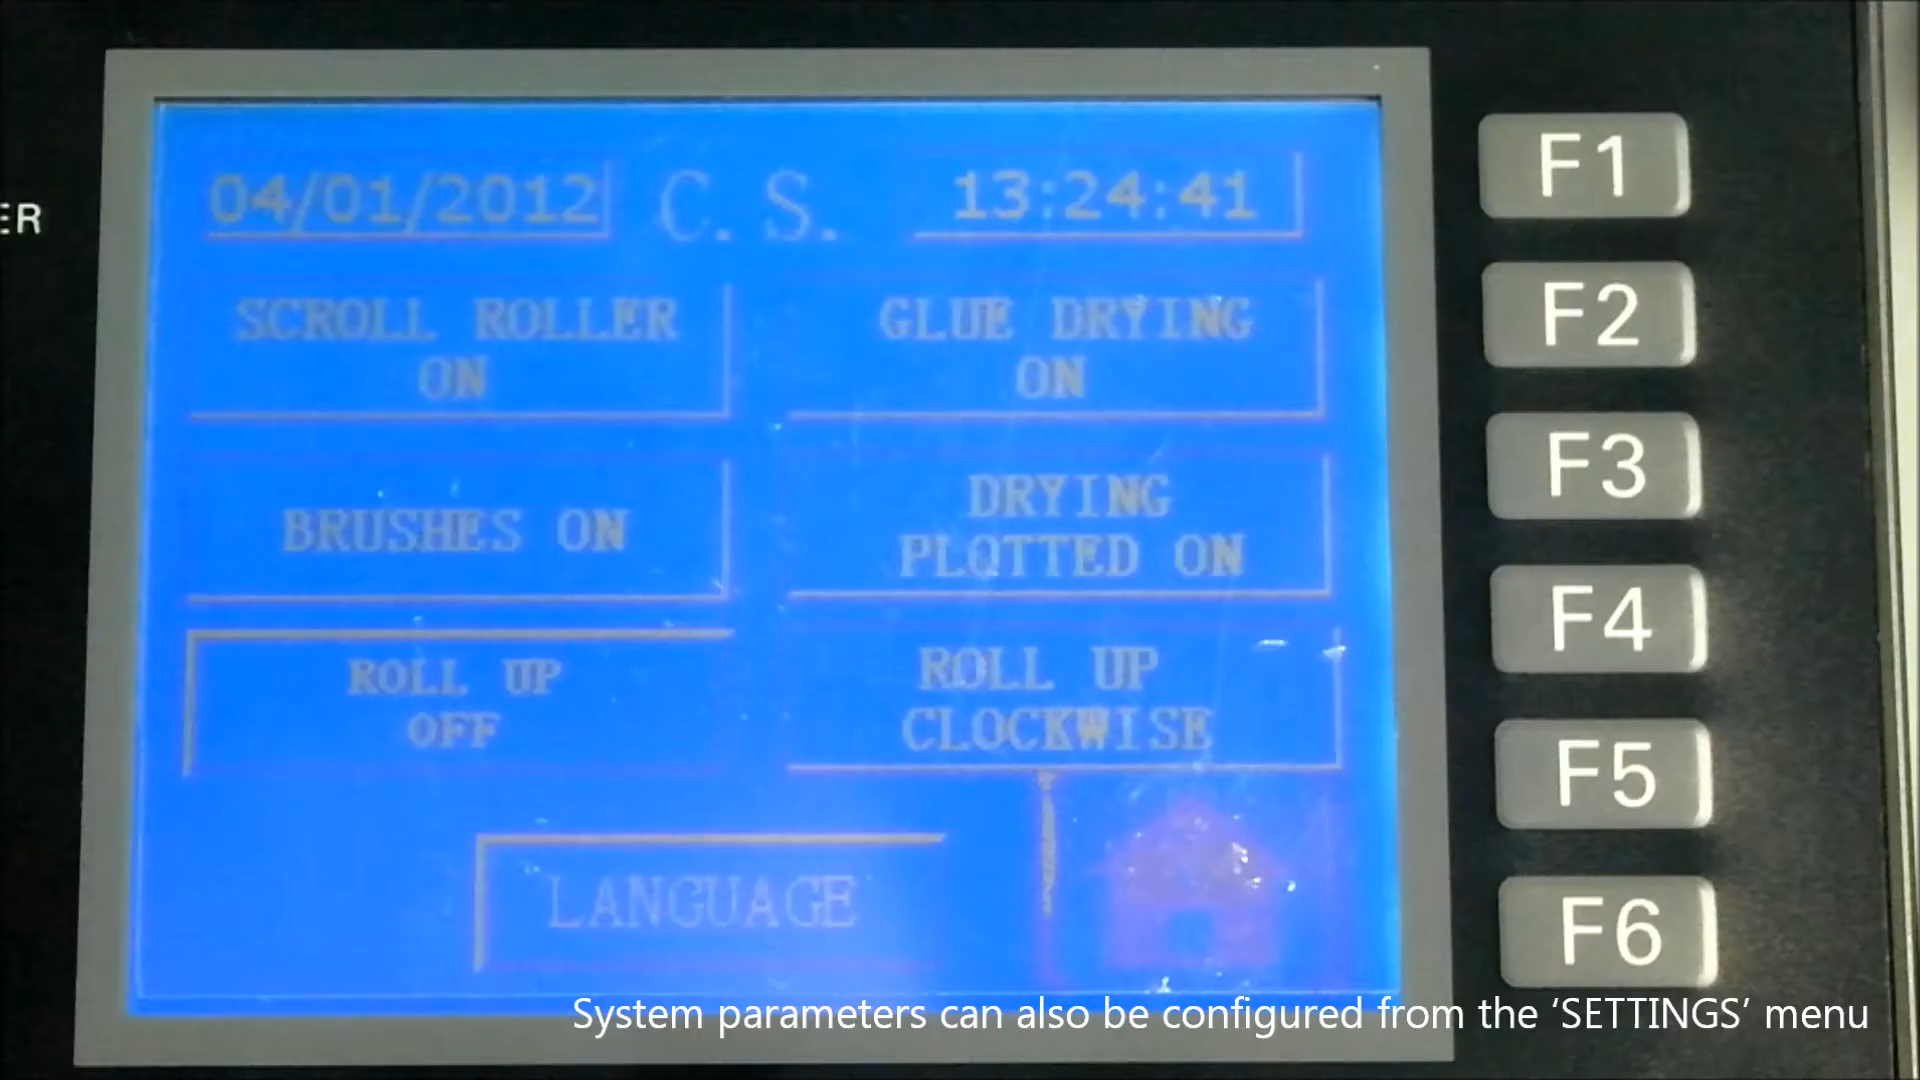 ER
04/01/2012 C. S. 13:24:41
SCROLL ROLLER
ON
GLUE DRYING
ON
BRUSHES ON
DRYING
PLOTTED ON
ROLL UP
OFF
ROLL UP
CLOCKWISE
LANGUAGE
F1
F2
F3
F4
F5
F6
System parameters can also be configured from the ‘SETTINGS’ menu